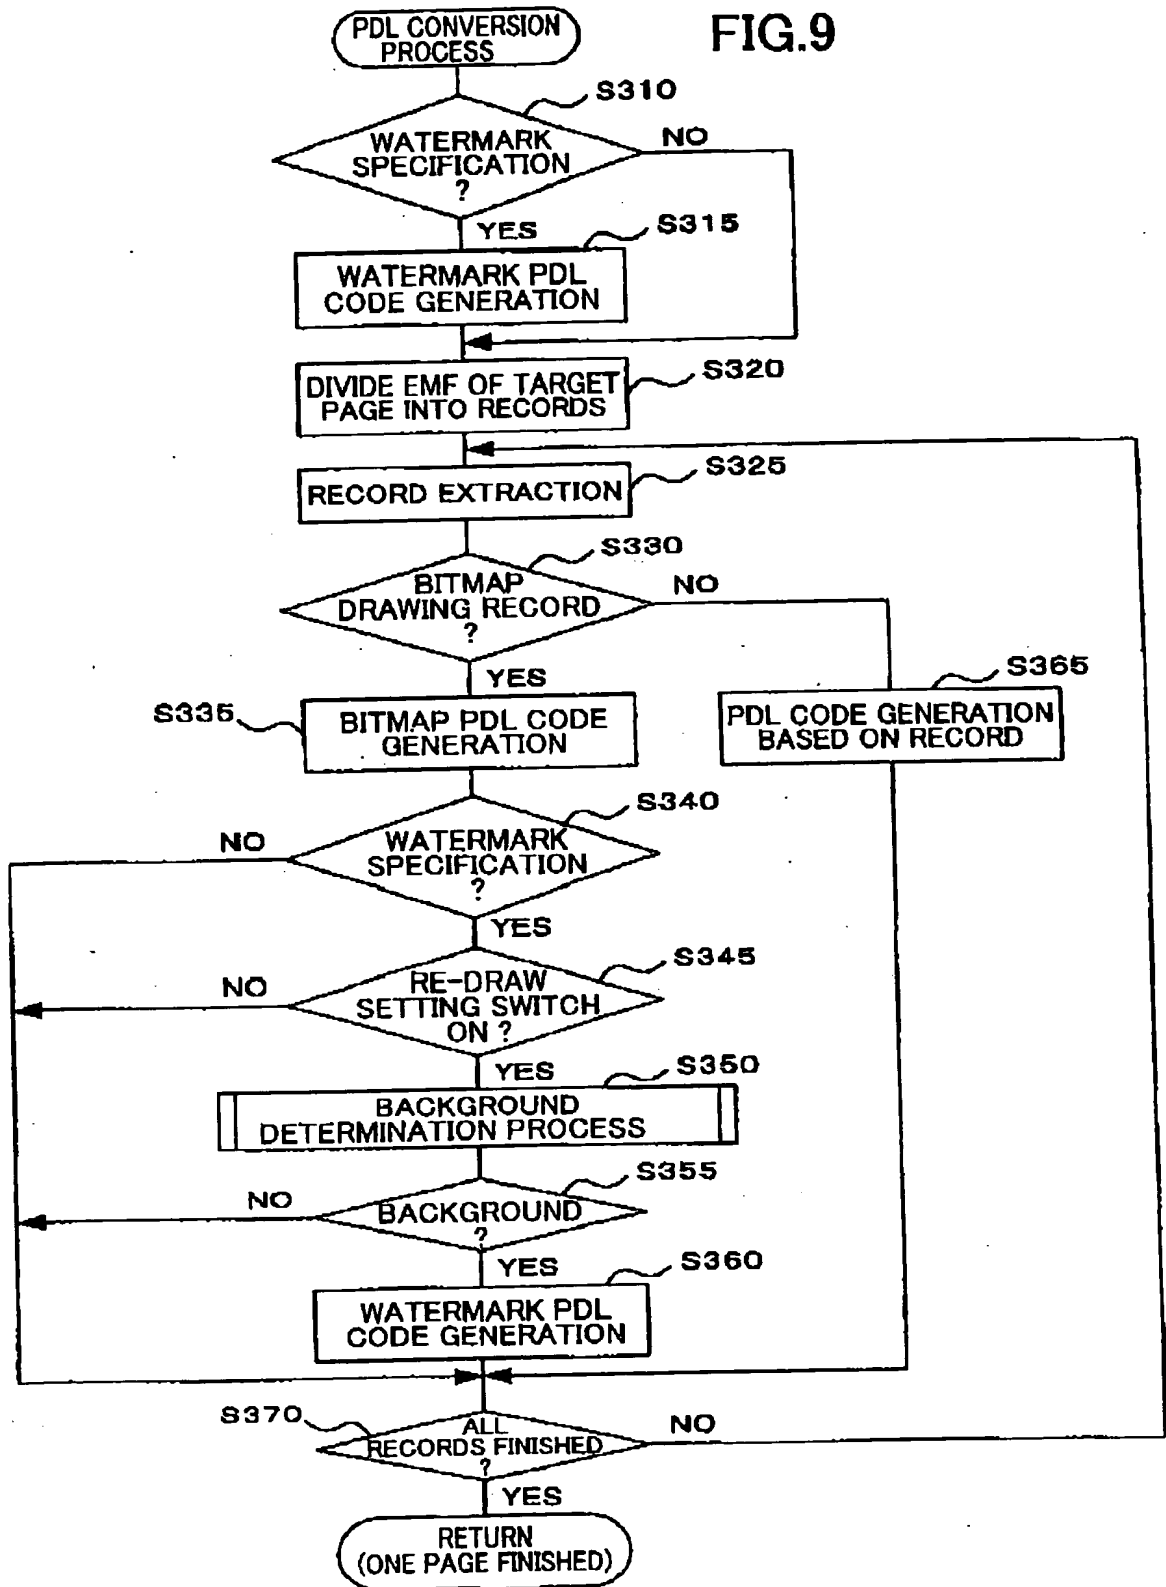 FIG.9
PDL CONVERSION
PROCESS
S310
WATERMARK
SPECIFICATION
?
NO
YES
S315
WATERMARK PDL
CODE GENERATION
S320
DIVIDE EMF OF TARGET
PAGE INTO RECORDS
S325
RECORD EXTRACTION
S330
BITMAP
DRAWING RECORD
?
NO
YES
S335
BITMAP PDL CODE
GENERATION
S365
PDL CODE GENERATION
BASED ON RECORD
S340
NO
WATERMARK
SPECIFICATION
?
YES
S345
NO
RE-DRAW
SETTING SWITCH
ON ?
YES
S350
BACKGROUND
DETERMINATION PROCESS
S355
NO
BACKGROUND
?
YES
S360
WATERMARK PDL
CODE GENERATION
S370
ALL
RECORDS FINISHED
?
NO
YES
RETURN
(ONE PAGE FINISHED)